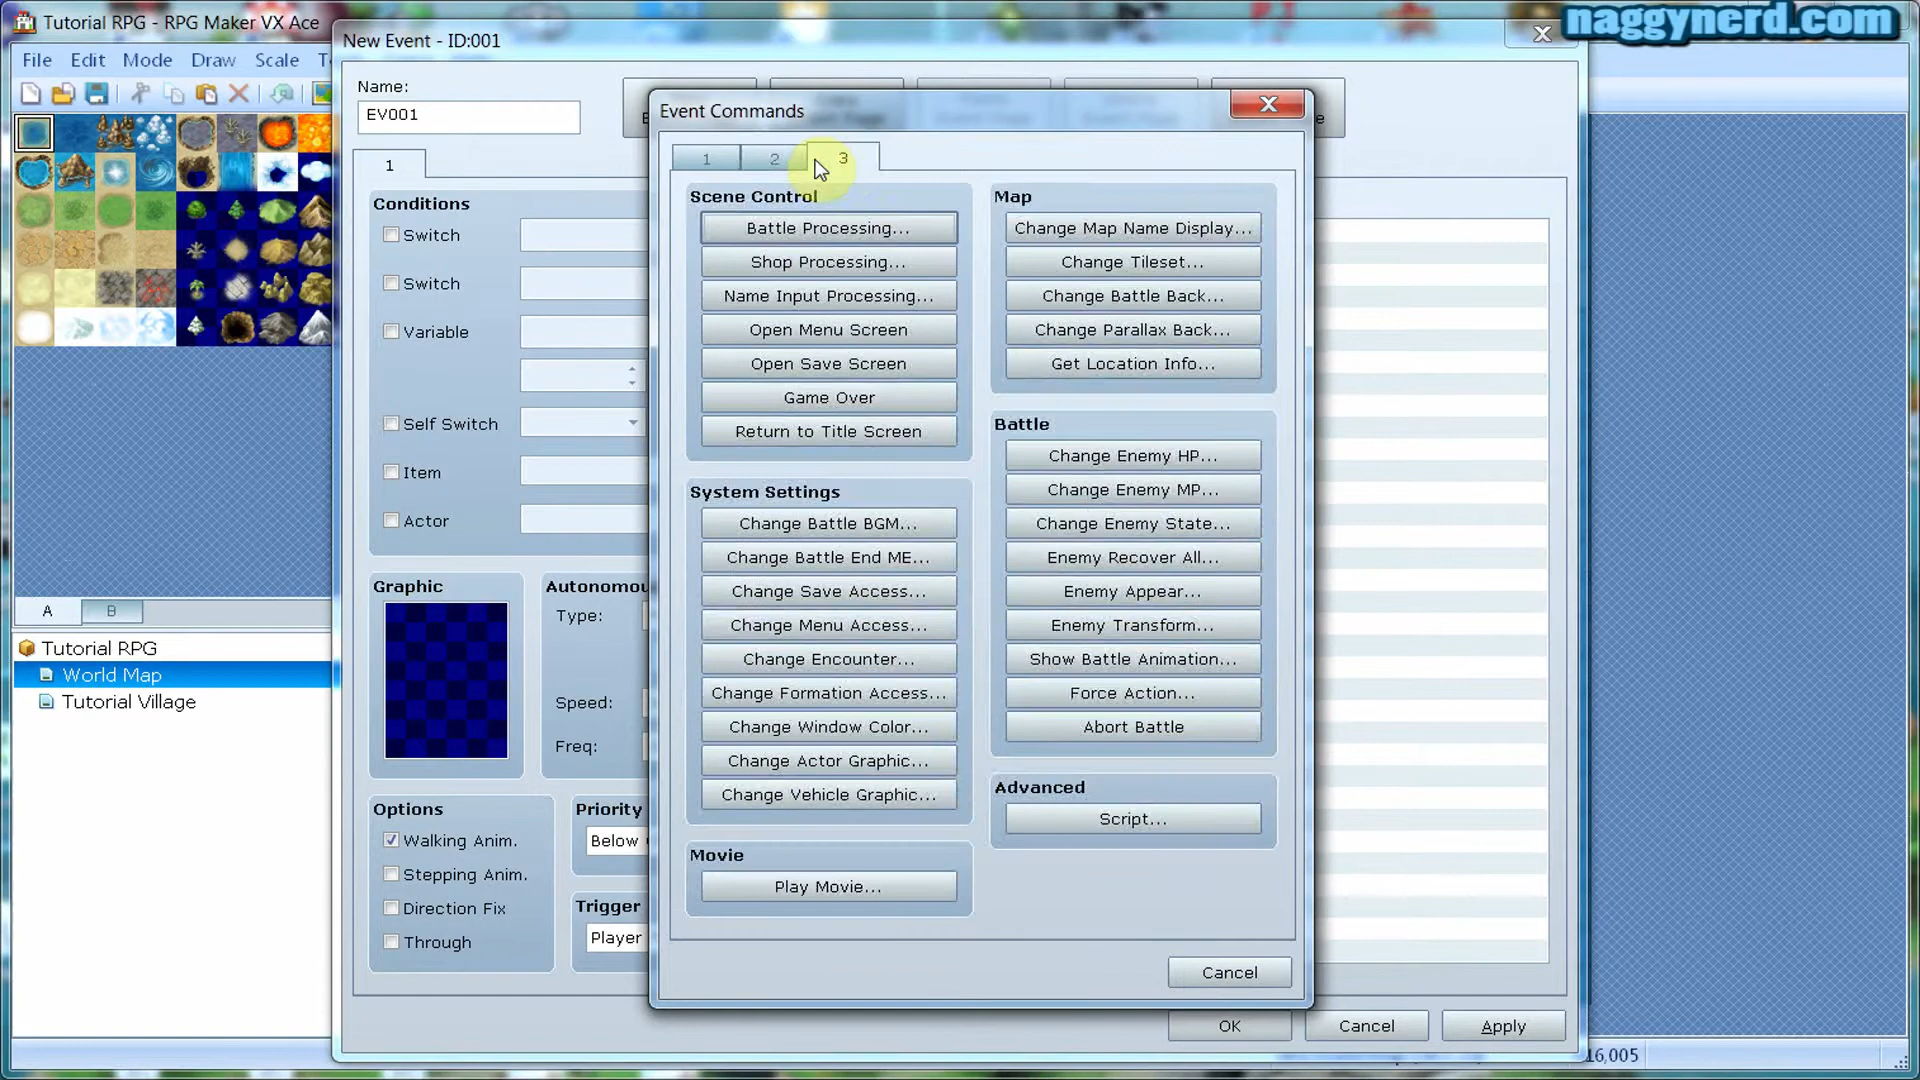 Tutorial RPG - RPG Maker VX Ace
naggynerd.com
New Event - ID:001
File Edit Mode Draw Scale
Name:
EV001
Event Commands
1
1 2 3
Conditions
Switch
Switch
Variable
Self Switch
Item
Actor
Graphic
Type:
Speed:
Freq:
Options
Walking Anim.
Stepping Anim.
Direction Fix
Through
Priority
Below
Trigger
Player
Scene Control
Battle Processing...
Shop Processing...
Name Input Processing...
Open Menu Screen
Open Save Screen
Game Over
Return to Title Screen
System Settings
Change Battle BGM...
Change Battle End ME...
Change Save Access...
Change Menu Access...
Change Encounter...
Change Formation Access...
Change Window Color...
Change Actor Graphic...
Change Vehicle Graphic...
Movie
Play Movie...
Map
Change Map Name Display...
Change Tileset...
Change Battle Back...
Change Parallax Back...
Get Location Info...
Battle
Change Enemy HP...
Change Enemy MP...
Change Enemy State...
Enemy Recover All...
Enemy Appear...
Enemy Transform...
Show Battle Animation...
Force Action...
Abort Battle
Advanced
Script...
Cancel
OK Cancel Apply
A B
Tutorial RPG
World Map
Tutorial Village
16,005